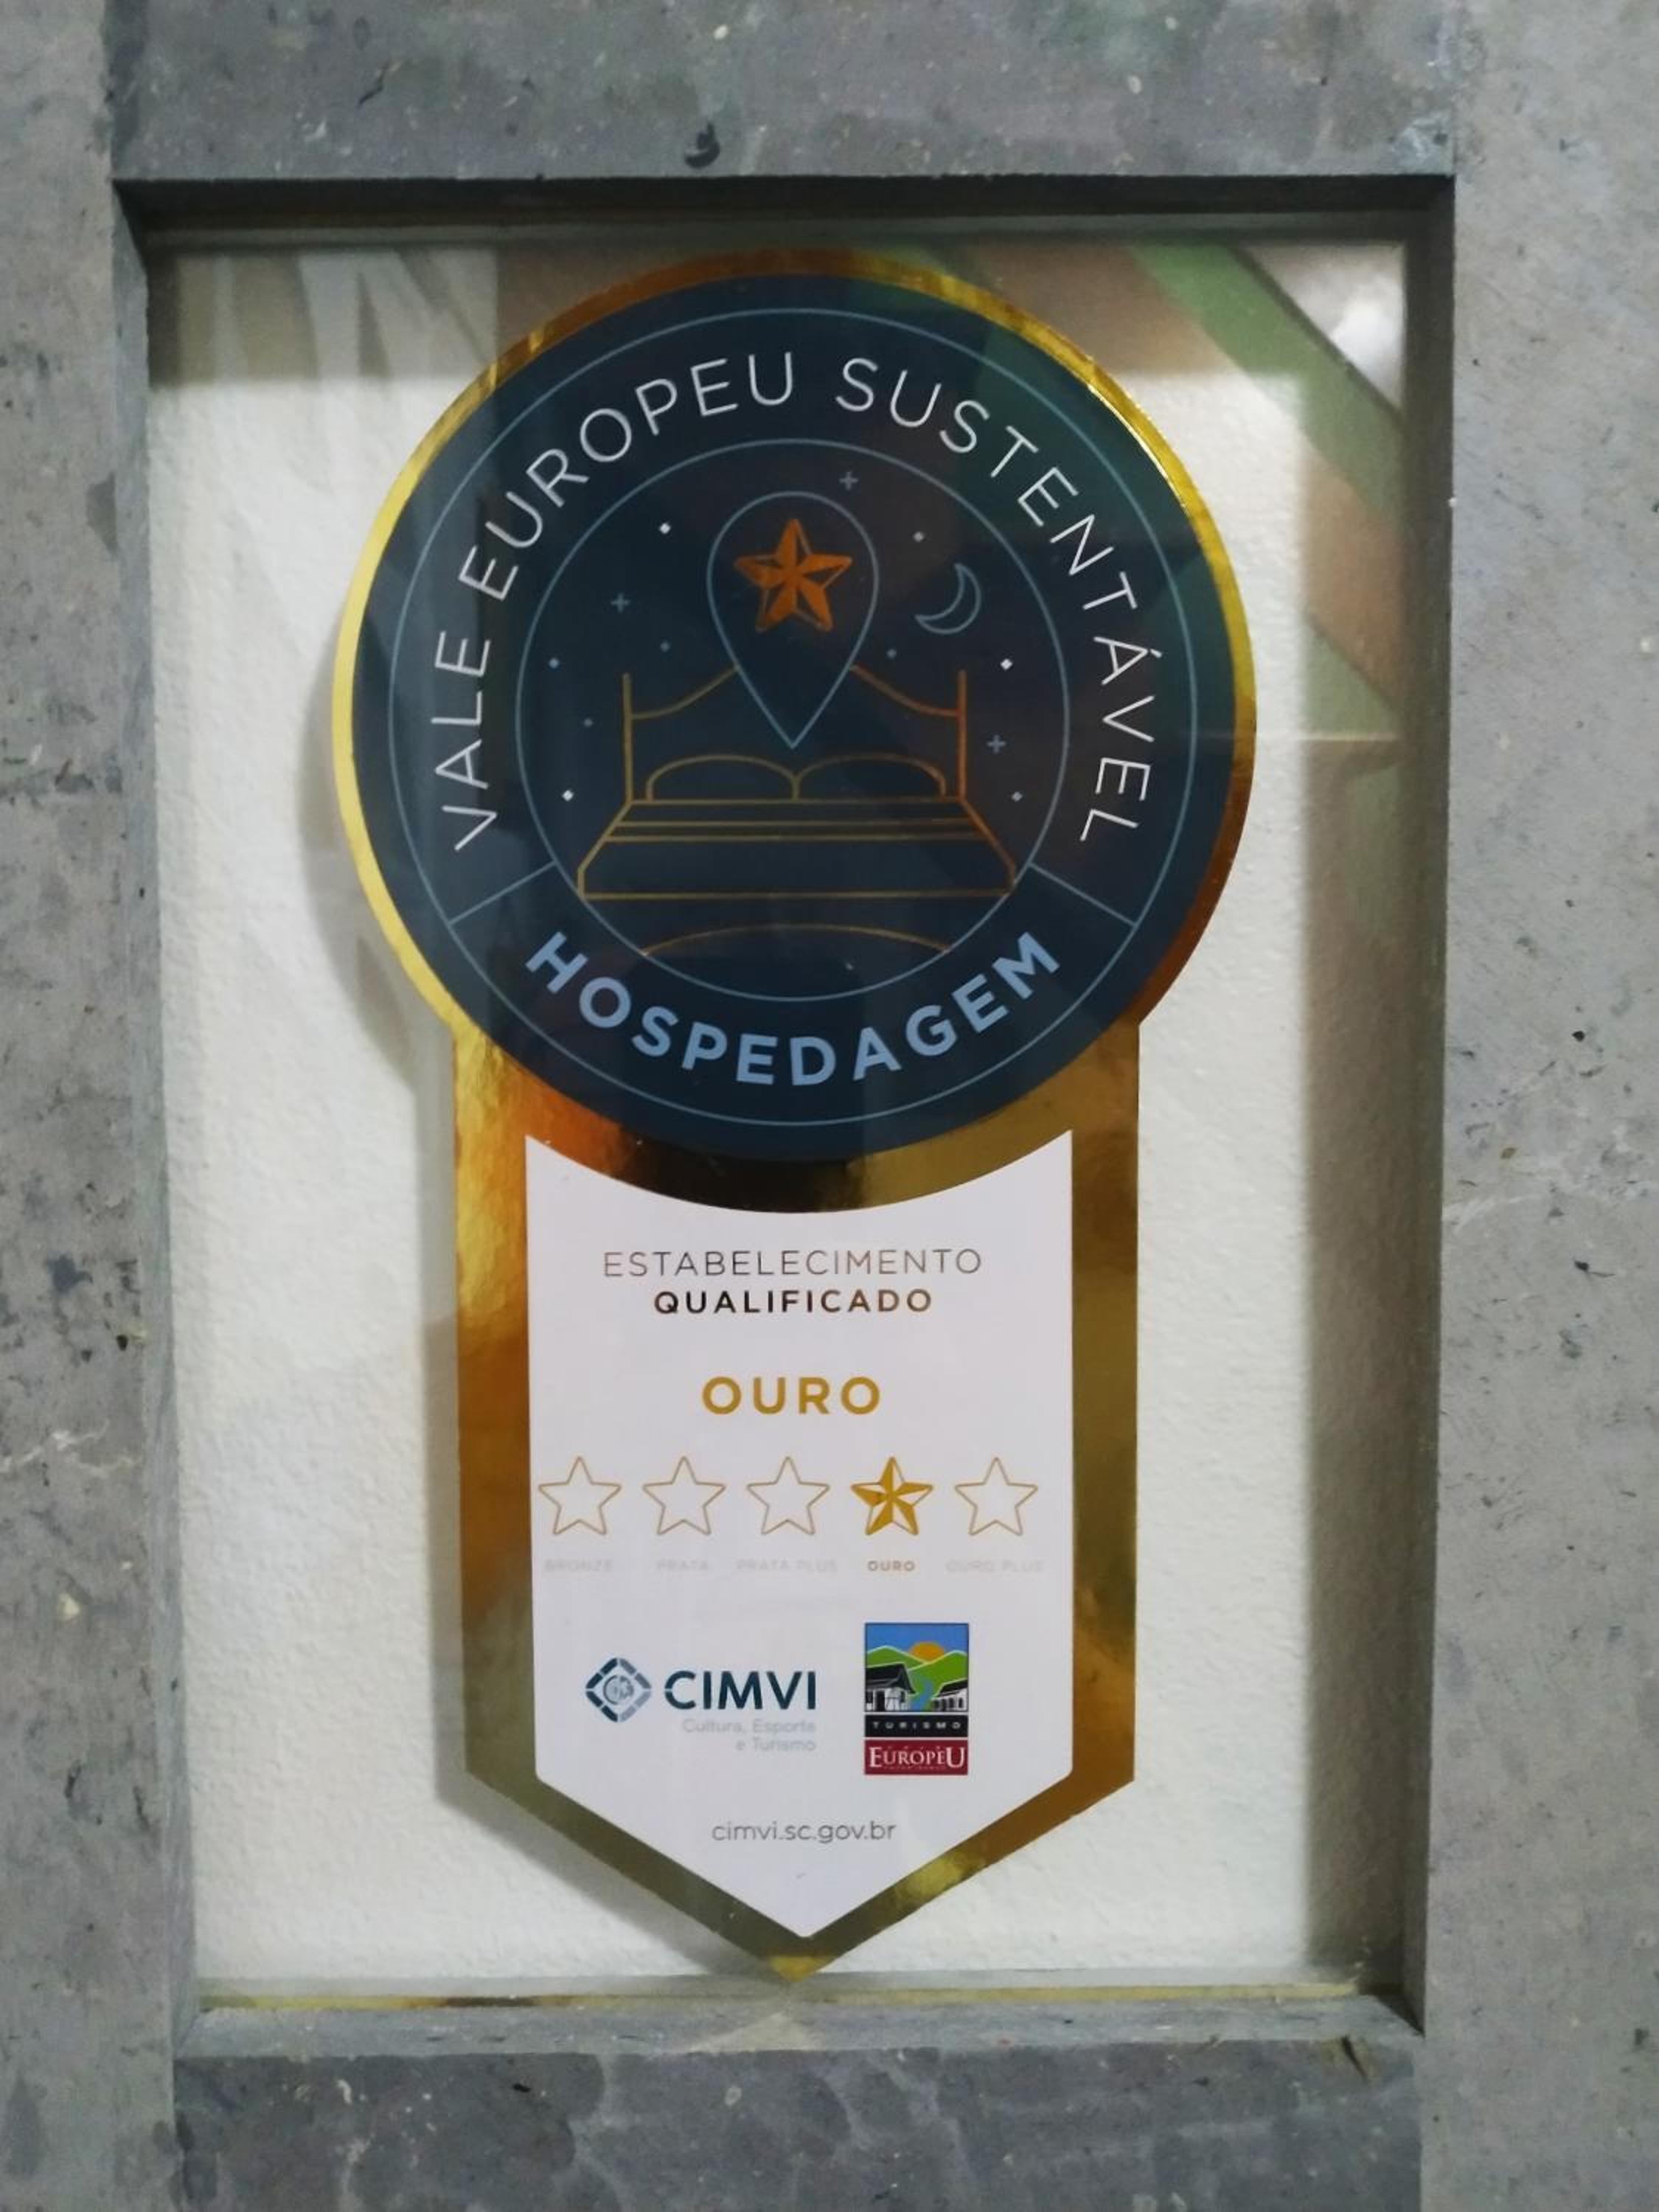 VALE EUROPEU SUSTENTÁVEL
HOSPEDAGEM
ESTABELECIMENTO
QUALIFICADO
OURO
BRONZE PRATA PRATA PLUS OURO OURO PLUS
CIMVI
Cultura, Esporte
e Turismo
TURISMO
EUROPEU
cimvi.sc.gov.br